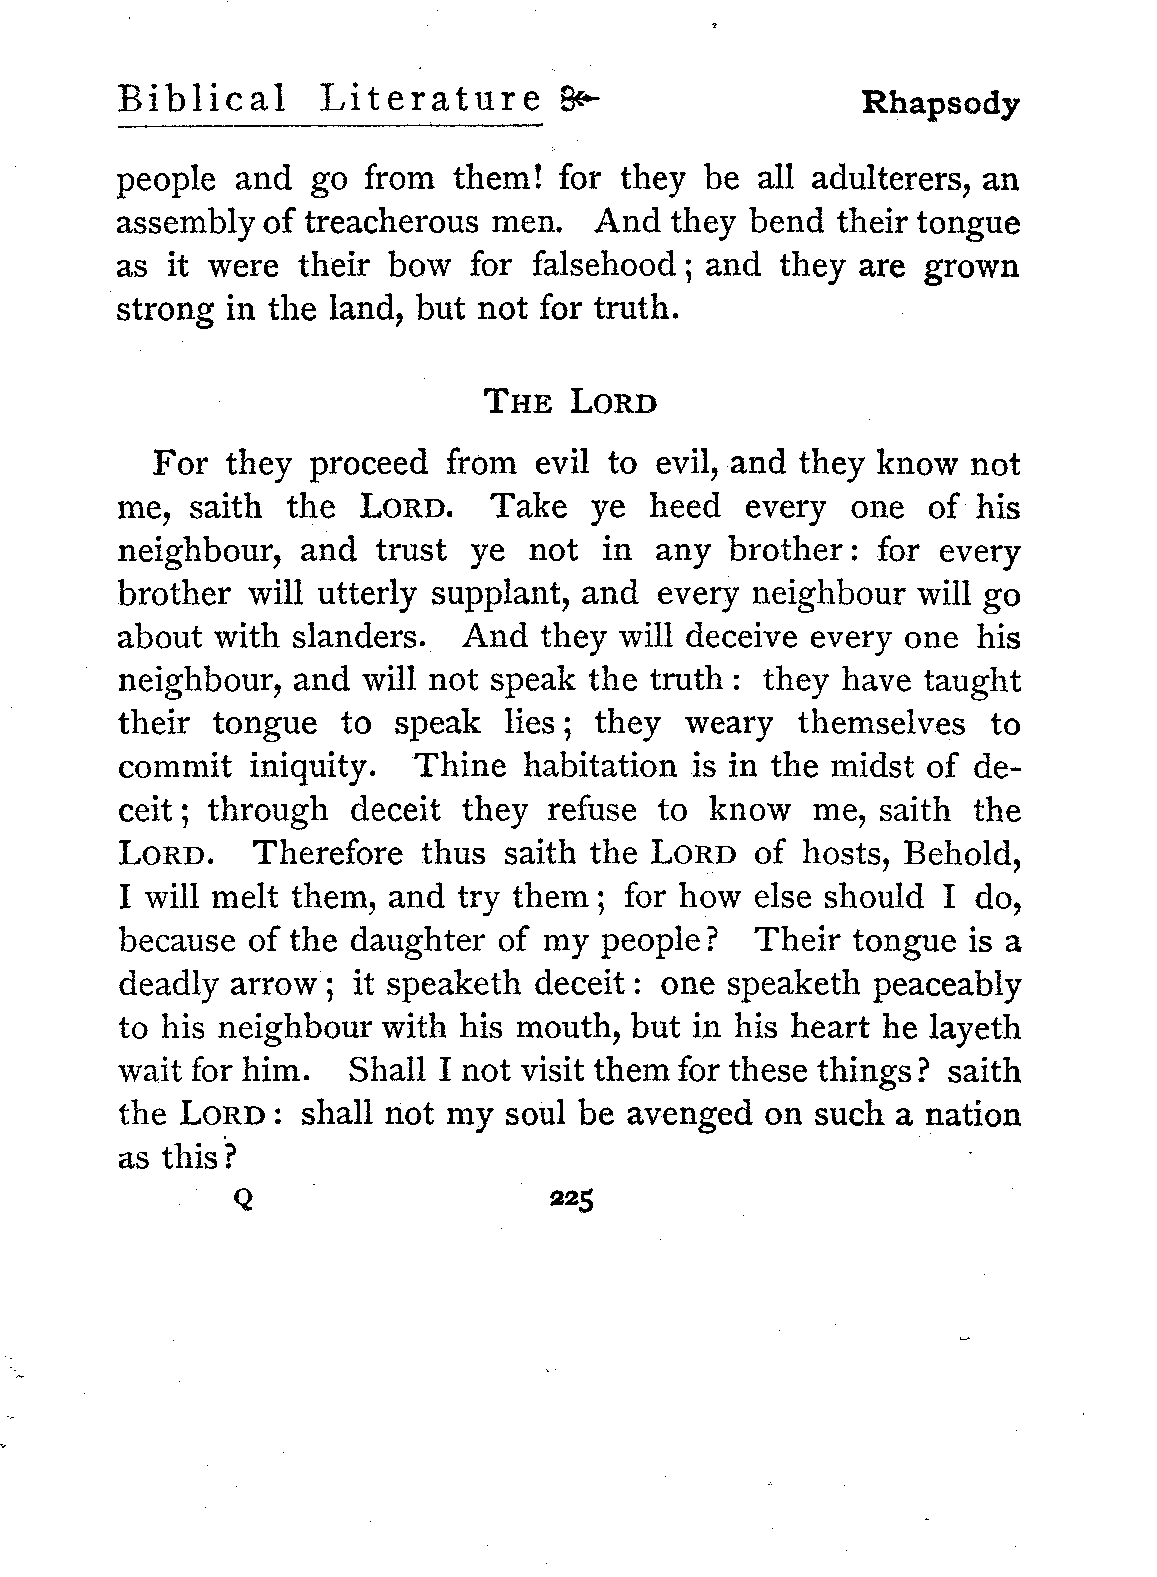 Biblical Literature Rhapsody
people and go from them! for they be all adulterers, an
assembly of treacherous men. And they bend their tongue
as it were their bow for falsehood; and they are grown
strong in the land, but not for truth.
THE LORD
For they proceed from evil to evil, and they know not
me, saith the LORD. Take ye heed every one of his
neighbour, and trust ye not in any brother: for every
brother will utterly supplant, and every neighbour will go
about with slanders. And they will deceive every one his
neighbour, and will not speak the truth: they have taught
their tongue to speak lies; they weary themselves to
commit iniquity. Thine habitation is in the midst of de-
ceit; through deceit they refuse to know me, saith the
LORD. Therefore thus saith the LORD of hosts, Behold,
I will melt them, and try them; for how else should I do,
because of the daughter of my people? Their tongue is a
deadly arrow; it speaketh deceit: one speaketh peaceably
to his neighbour with his mouth, but in his heart he layeth
wait for him. Shall I not visit them for these things? saith
the LORD: shall not my soul be avenged on such a nation
as this?
Q 225